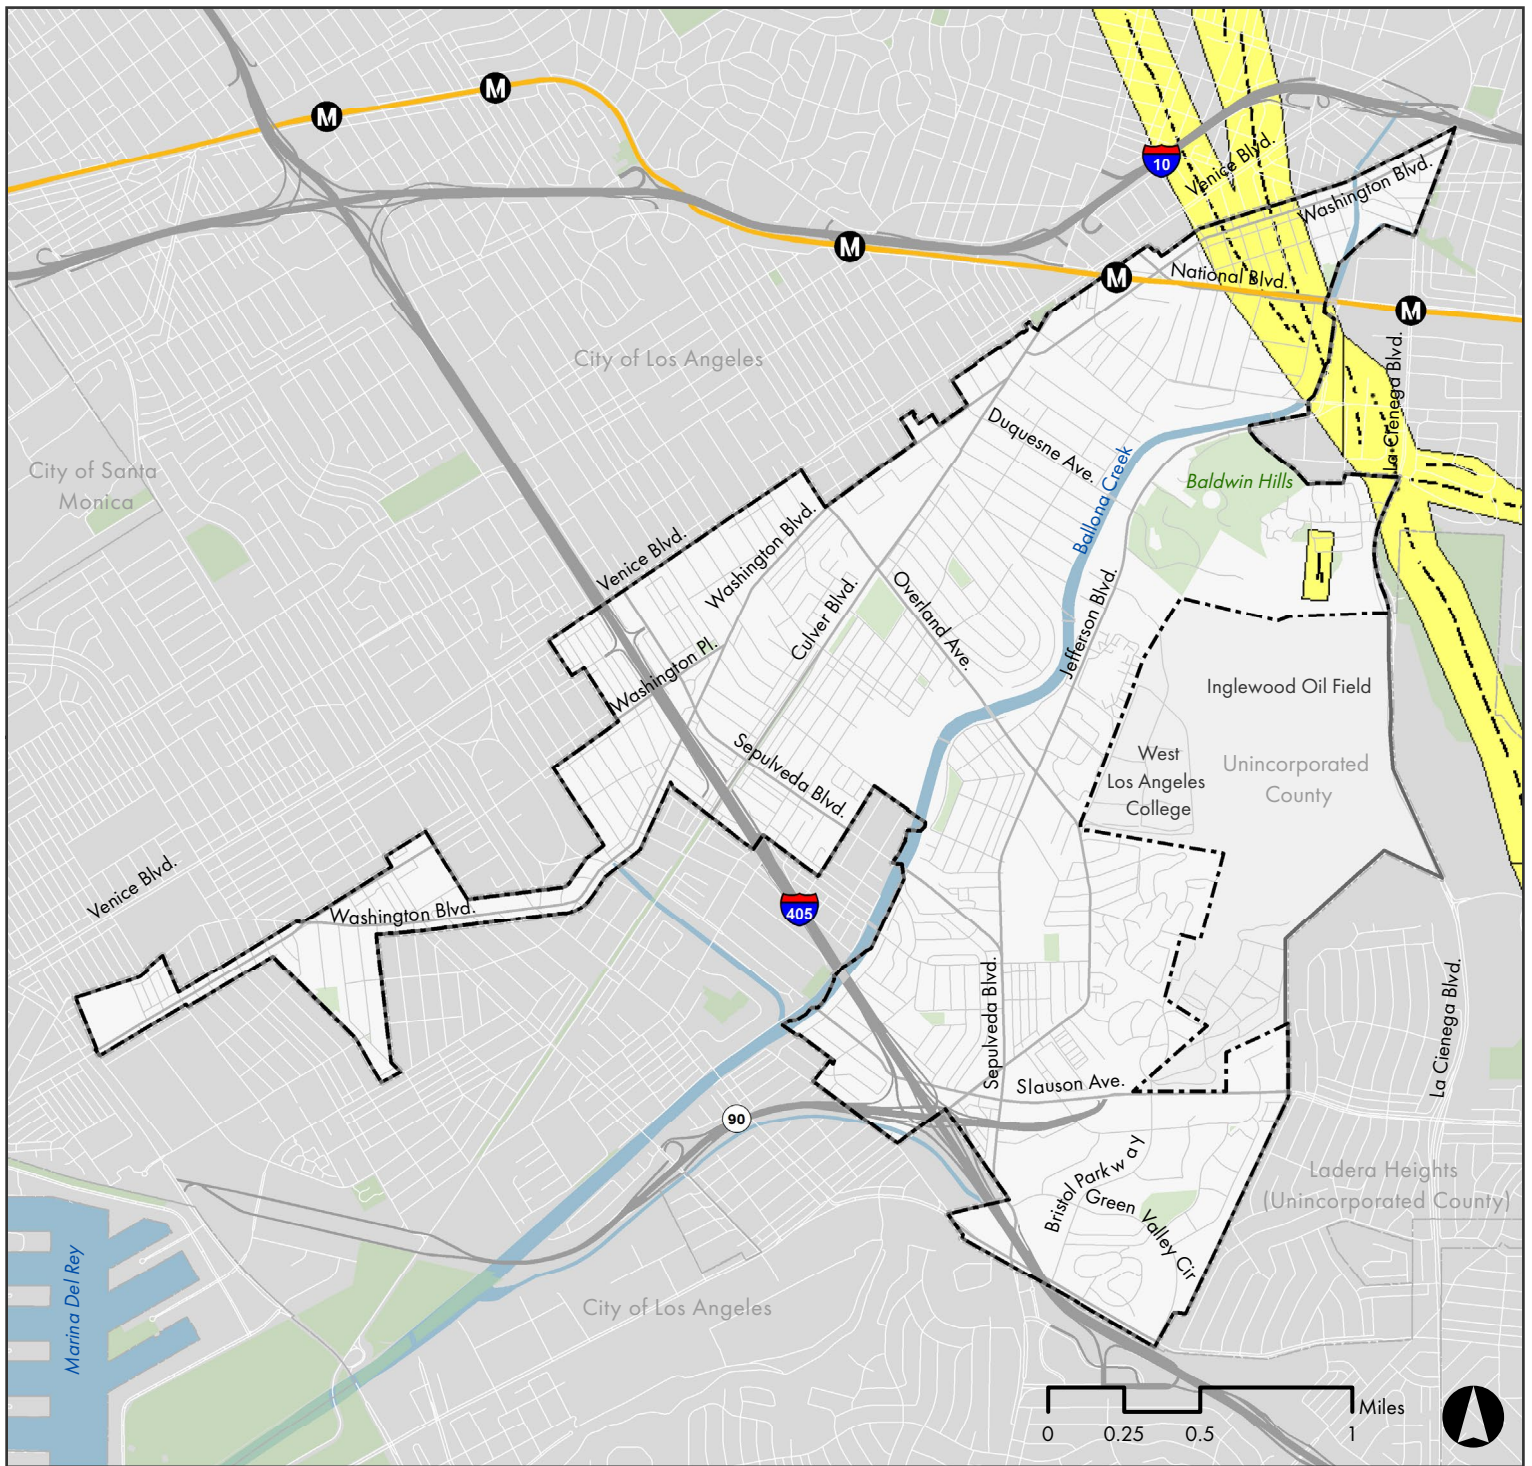 M
M
10
Venice Blvd.
Washington Blvd.
M
M
National Blvd.
M
City of Los Angeles
La Cienega Blvd.
Duquesne Ave.
City of Santa
Monica
Ballona Creek
Baldwin Hills
Venice Blvd.
Washington Blvd.
Culver Blvd.
Overland Ave.
Jefferson Blvd.
Washington Pl.
Inglewood Oil Field
Sepulveda Blvd.
West
Los Angeles
College
Unincorporated
County
Venice Blvd.
Washington Blvd.
405
Sepulveda Blvd.
La Cienega Blvd.
Slauson Ave.
90
Bristol Parkway
Green Valley Cir
Ladera Heights
(Unincorporated County)
Marina Del Rey
City of Los Angeles
Miles
0 0.25 0.5 1